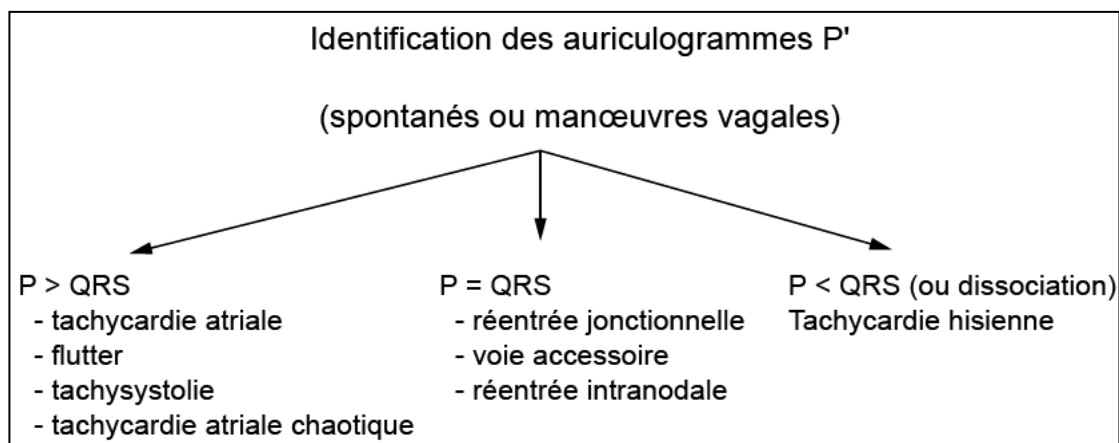 Identification des auriculogrammes P'
(spontanés ou manœuvres vagales)
P > QRS
- tachycardie atriale
- flutter
- tachysystolie
- tachycardie atriale chaotique
P = QRS
- réentrée jonctionnelle
- voie accessoire
- réentrée intranodale
P < QRS (ou dissociation)
Tachycardie hisienne